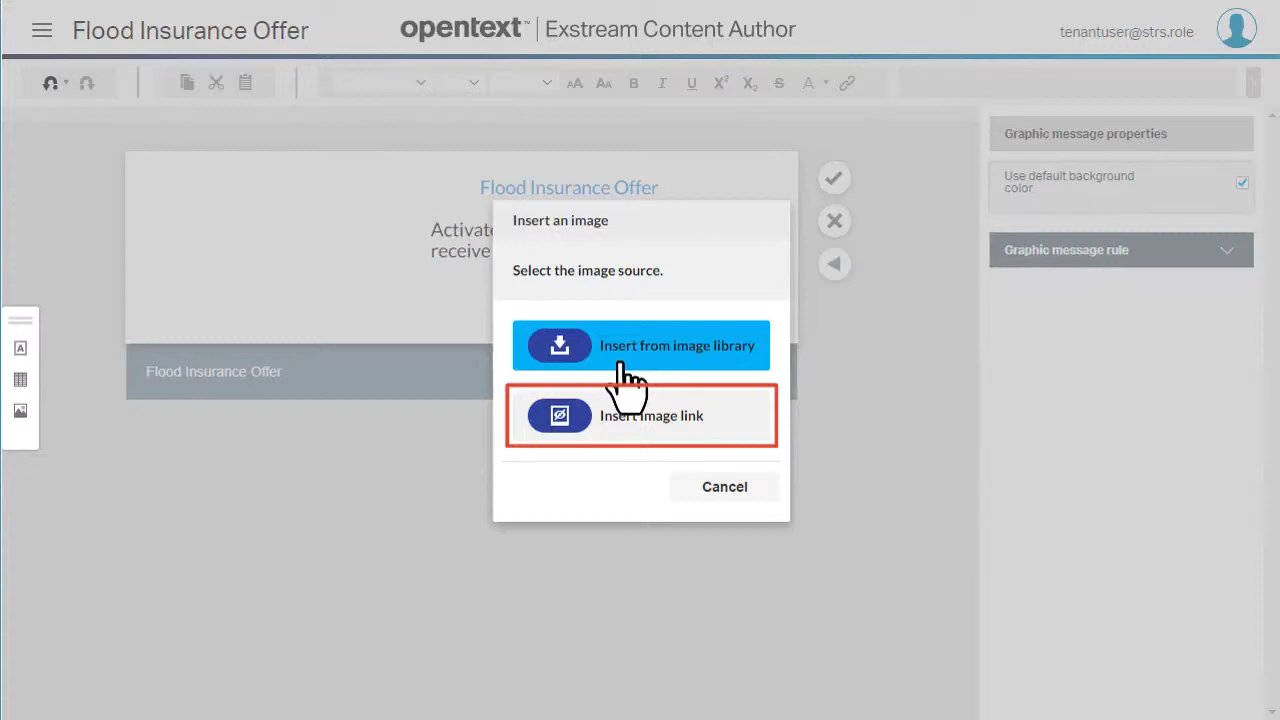 Flood Insurance Offer
opentext™ | Exstream Content Author
tenantuser@strs.role
Graphic message properties
Use default background
color
Graphic message rule
Flood Insurance Offer
Activate
receive
Insert an image
Select the image source.
Insert from image library
Insert image link
Cancel
Flood Insurance Offer